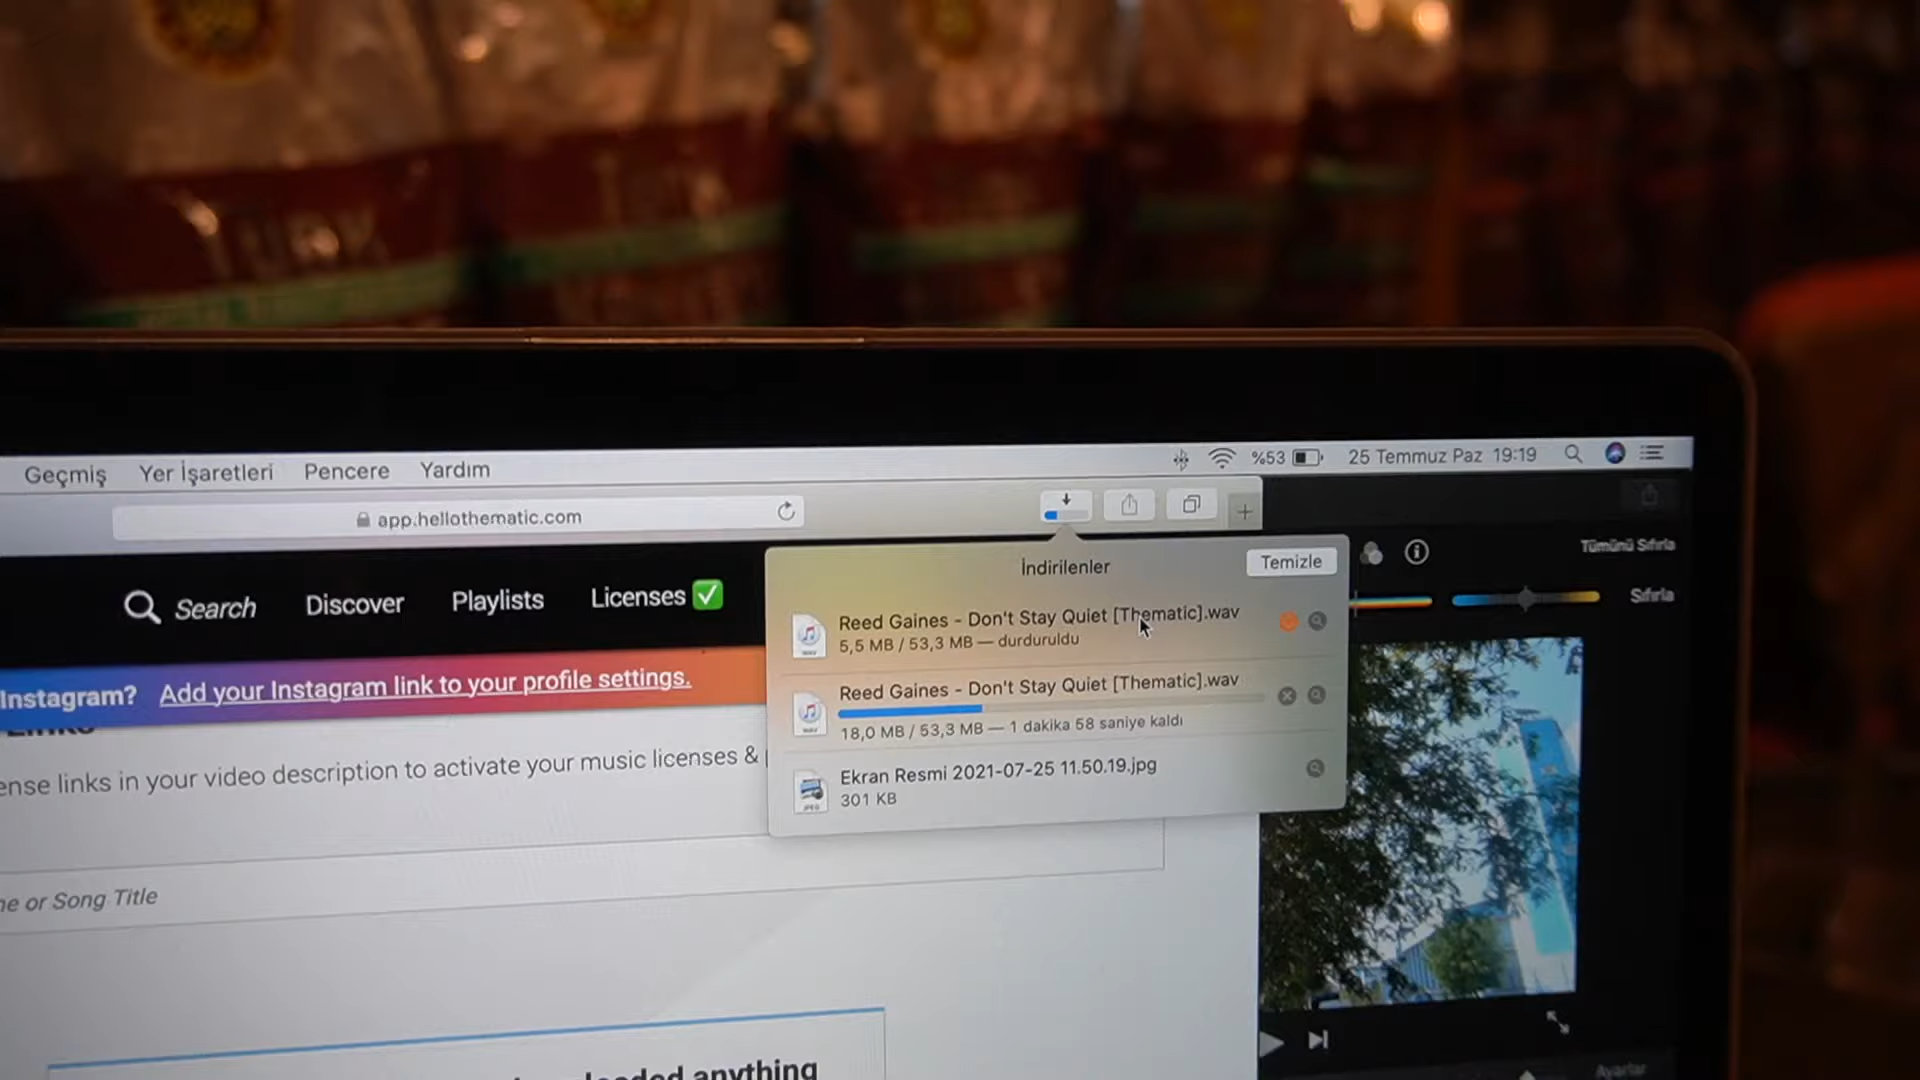 Geçmiş Yer İşaretleri Pencere Yardım %53 25 Temmuz Paz 19:19
app.hellothematic.com
Search Discover Playlists Licenses
İndirilenler Temizle
Reed Gaines - Don't Stay Quiet [Thematic].wav
5,5 MB / 53,3 MB — durduruldu
Reed Gaines - Don't Stay Quiet [Thematic].wav
18,0 MB / 53,3 MB — 1 dakika 58 saniye kaldı
Ekran Resmi 2021-07-25 11.50.19.jpg
301 KB
Tümünü Sıfırla
Sıfırla
Instagram? Add your Instagram link to your profile settings.
ense links in your video description to activate your music licenses &
ne or Song Title
anything
Ayarlar